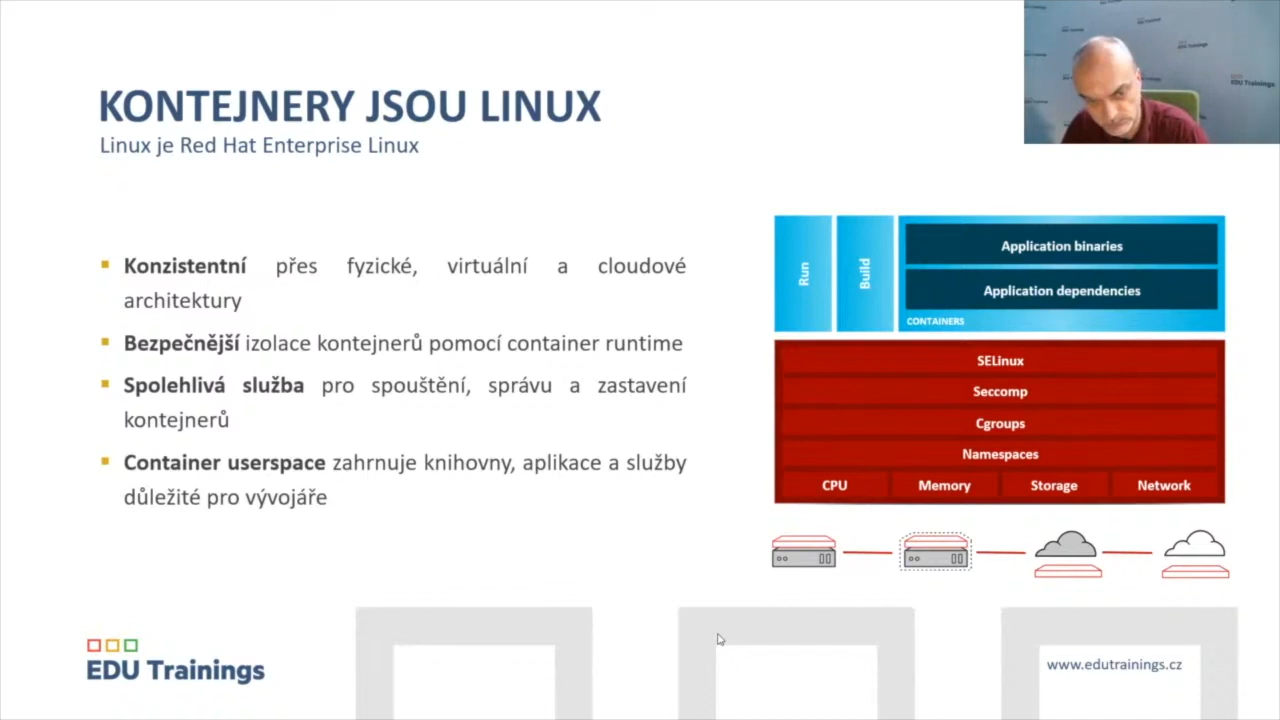 KONTEJNERY JSOU LINUX
Linux je Red Hat Enterprise Linux
Konzistentní přes fyzické, virtuální a cloudové
architektury
Bezpečnější izolace kontejnerů pomocí container runtime
Spolehlivá služba pro spouštění, správu a zastavení
kontejnerů
Container userspace zahrnuje knihovny, aplikace a služby
důležité pro vývojáře
Run
Build
Application binaries
Application dependencies
CONTAINERS
SELinux
Seccomp
Cgroups
Namespaces
CPU Memory Storage Network
EDU Trainings
www.edutrainings.cz
EDU Trainings